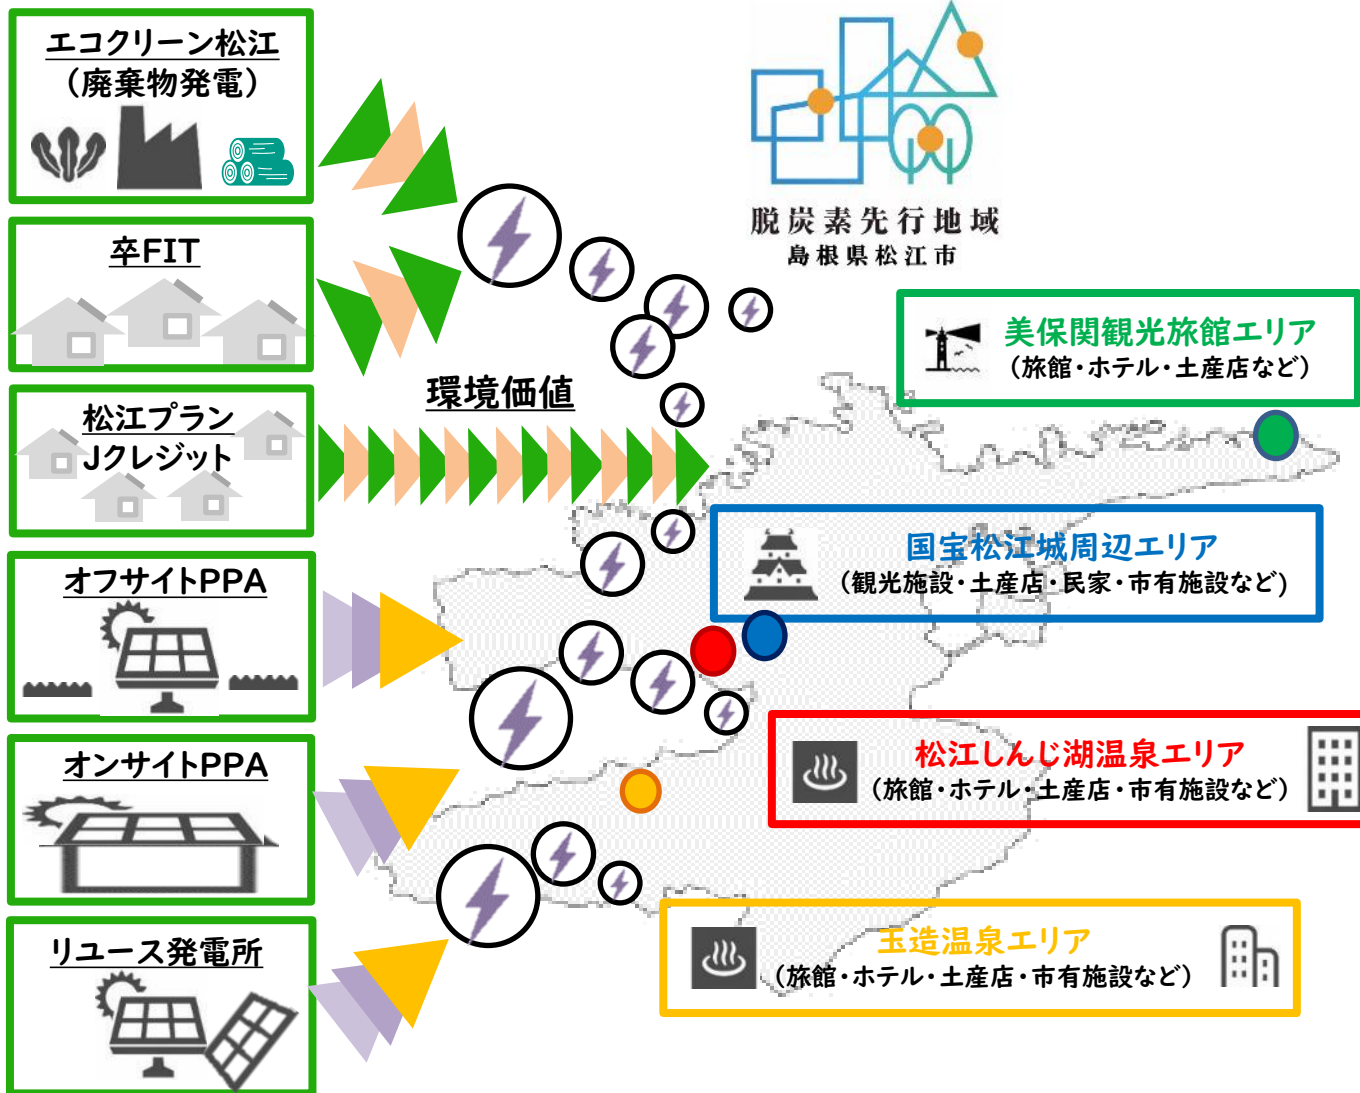 エコクリーン松江
（廃棄物発電）
卒FIT
松江プラン
Jクレジット
オフサイトPPA
オンサイトPPA
リユース発電所
環境価値
脱炭素先行地域
島根県松江市
美保関観光旅館エリア
（旅館・ホテル・土産店など）
国宝松江城周辺エリア
（観光施設・土産店・民家・市有施設など）
松江しんじ湖温泉エリア
（旅館・ホテル・土産店・市有施設など）
玉造温泉エリア
（旅館・ホテル・土産店・市有施設など）